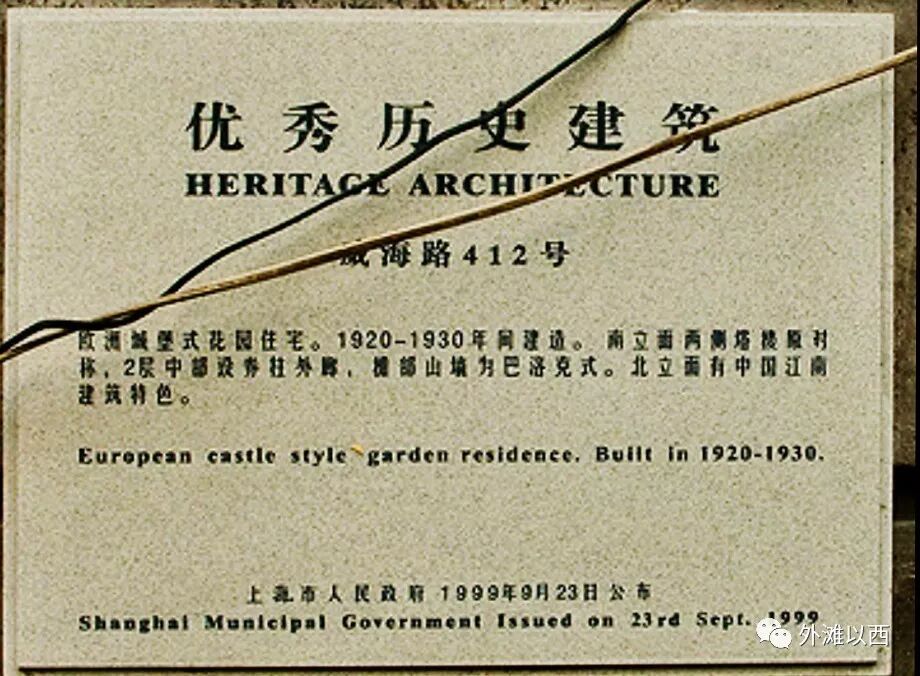 优秀历史建筑
HERITAGE ARCHITECTURE
威海路412号
欧洲城堡式花园住宅。1920-1930年间建造。南立面两侧塔楼原对
称，2层中部设券柱外廊，檐部山墙为巴洛克式。北立面有中国江南
建筑特色。
European castle style garden residence. Built in 1920-1930.
上海市人民政府 1999年9月23日公布
Shanghai Municipal Government Issued on 23rd Sept. 1999
外滩以西